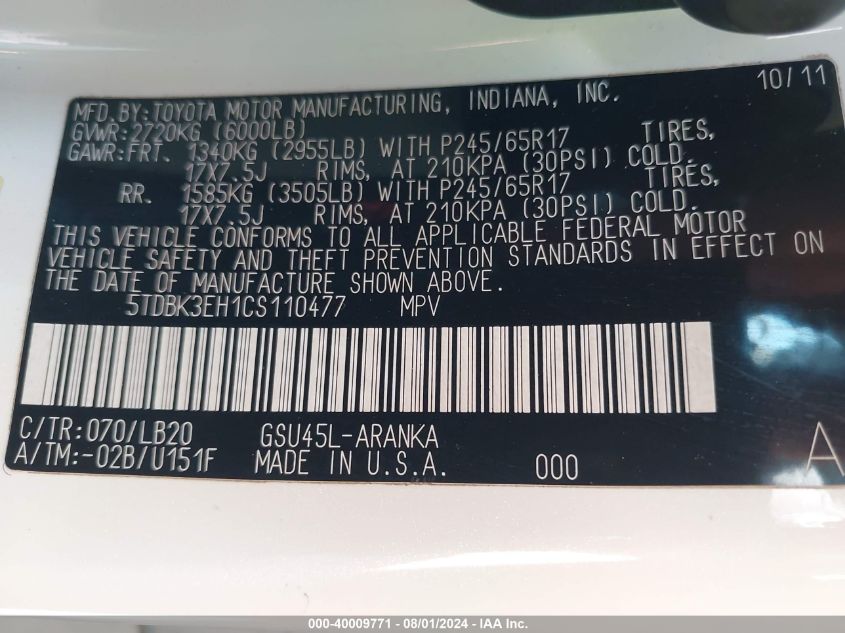 10/11
MFD.BY:TOYOTA MOTOR MANUFACTURING, INDIANA, INC.
GVWR:2720KG (6000LB)
GAWR:FRT. 1340KG (2955LB) WITH P245/65R17 TIRES,
17X7.5J RIMS, AT 210KPA (30PSI) COLD.
RR. 1585KG (3505LB) WITH P245/65R17 TIRES,
17X7.5J RIMS, AT 210KPA (30PSI) COLD.
THIS VEHICLE CONFORMS TO ALL APPLICABLE FEDERAL MOTOR
VEHICLE SAFETY AND THEFT PREVENTION STANDARDS IN EFFECT ON
THE DATE OF MANUFACTURE SHOWN ABOVE.
5TDBK3EH1CS110477 MPV
C/TR:070/LB20 GSU45L-ARANKA A
A/TM:-02B/U151F MADE IN U.S.A. 000
000-40009771 - 08/01/2024 - IAA Inc.